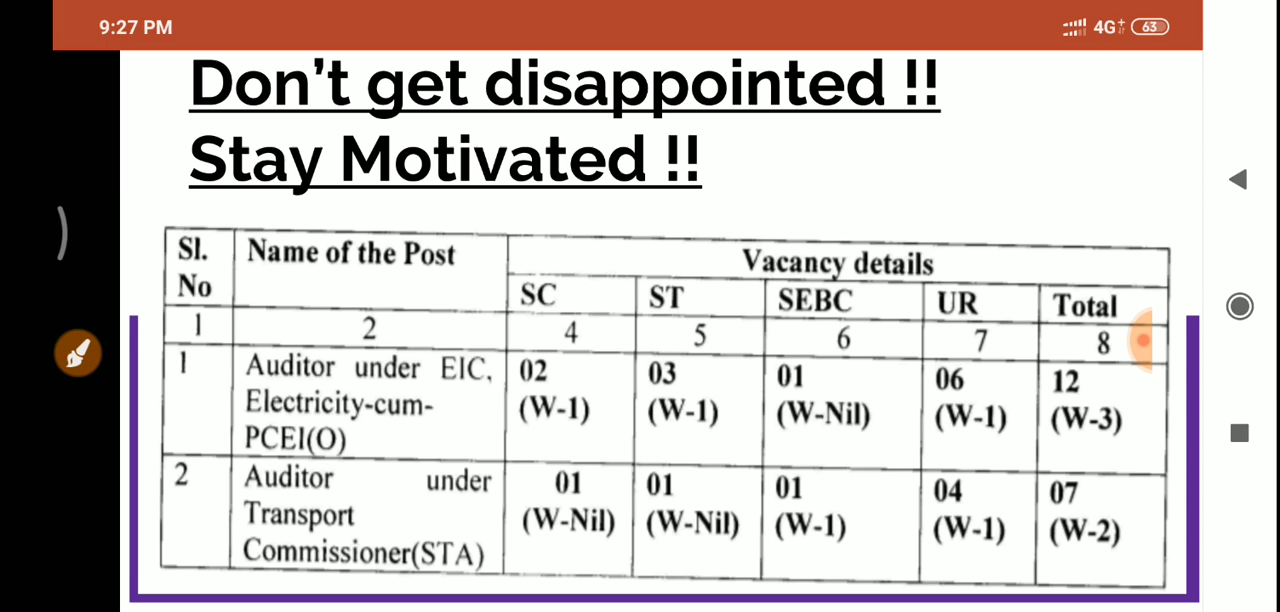 9:27 PM 4G+ 63
Don't get disappointed !!
Stay Motivated !!
Sl. No Name of the Post Vacancy details
SC ST SEBC UR Total
1 2 4 5 6 7 8
1 Auditor under EIC, 02 03 01 06 12
Electricity-cum- (W-1) (W-1) (W-Nil) (W-1) (W-3)
PCEI(O)
2 Auditor under 01 01 01 04 07
Transport (W-Nil) (W-Nil) (W-1) (W-1) (W-2)
Commissioner(STA)